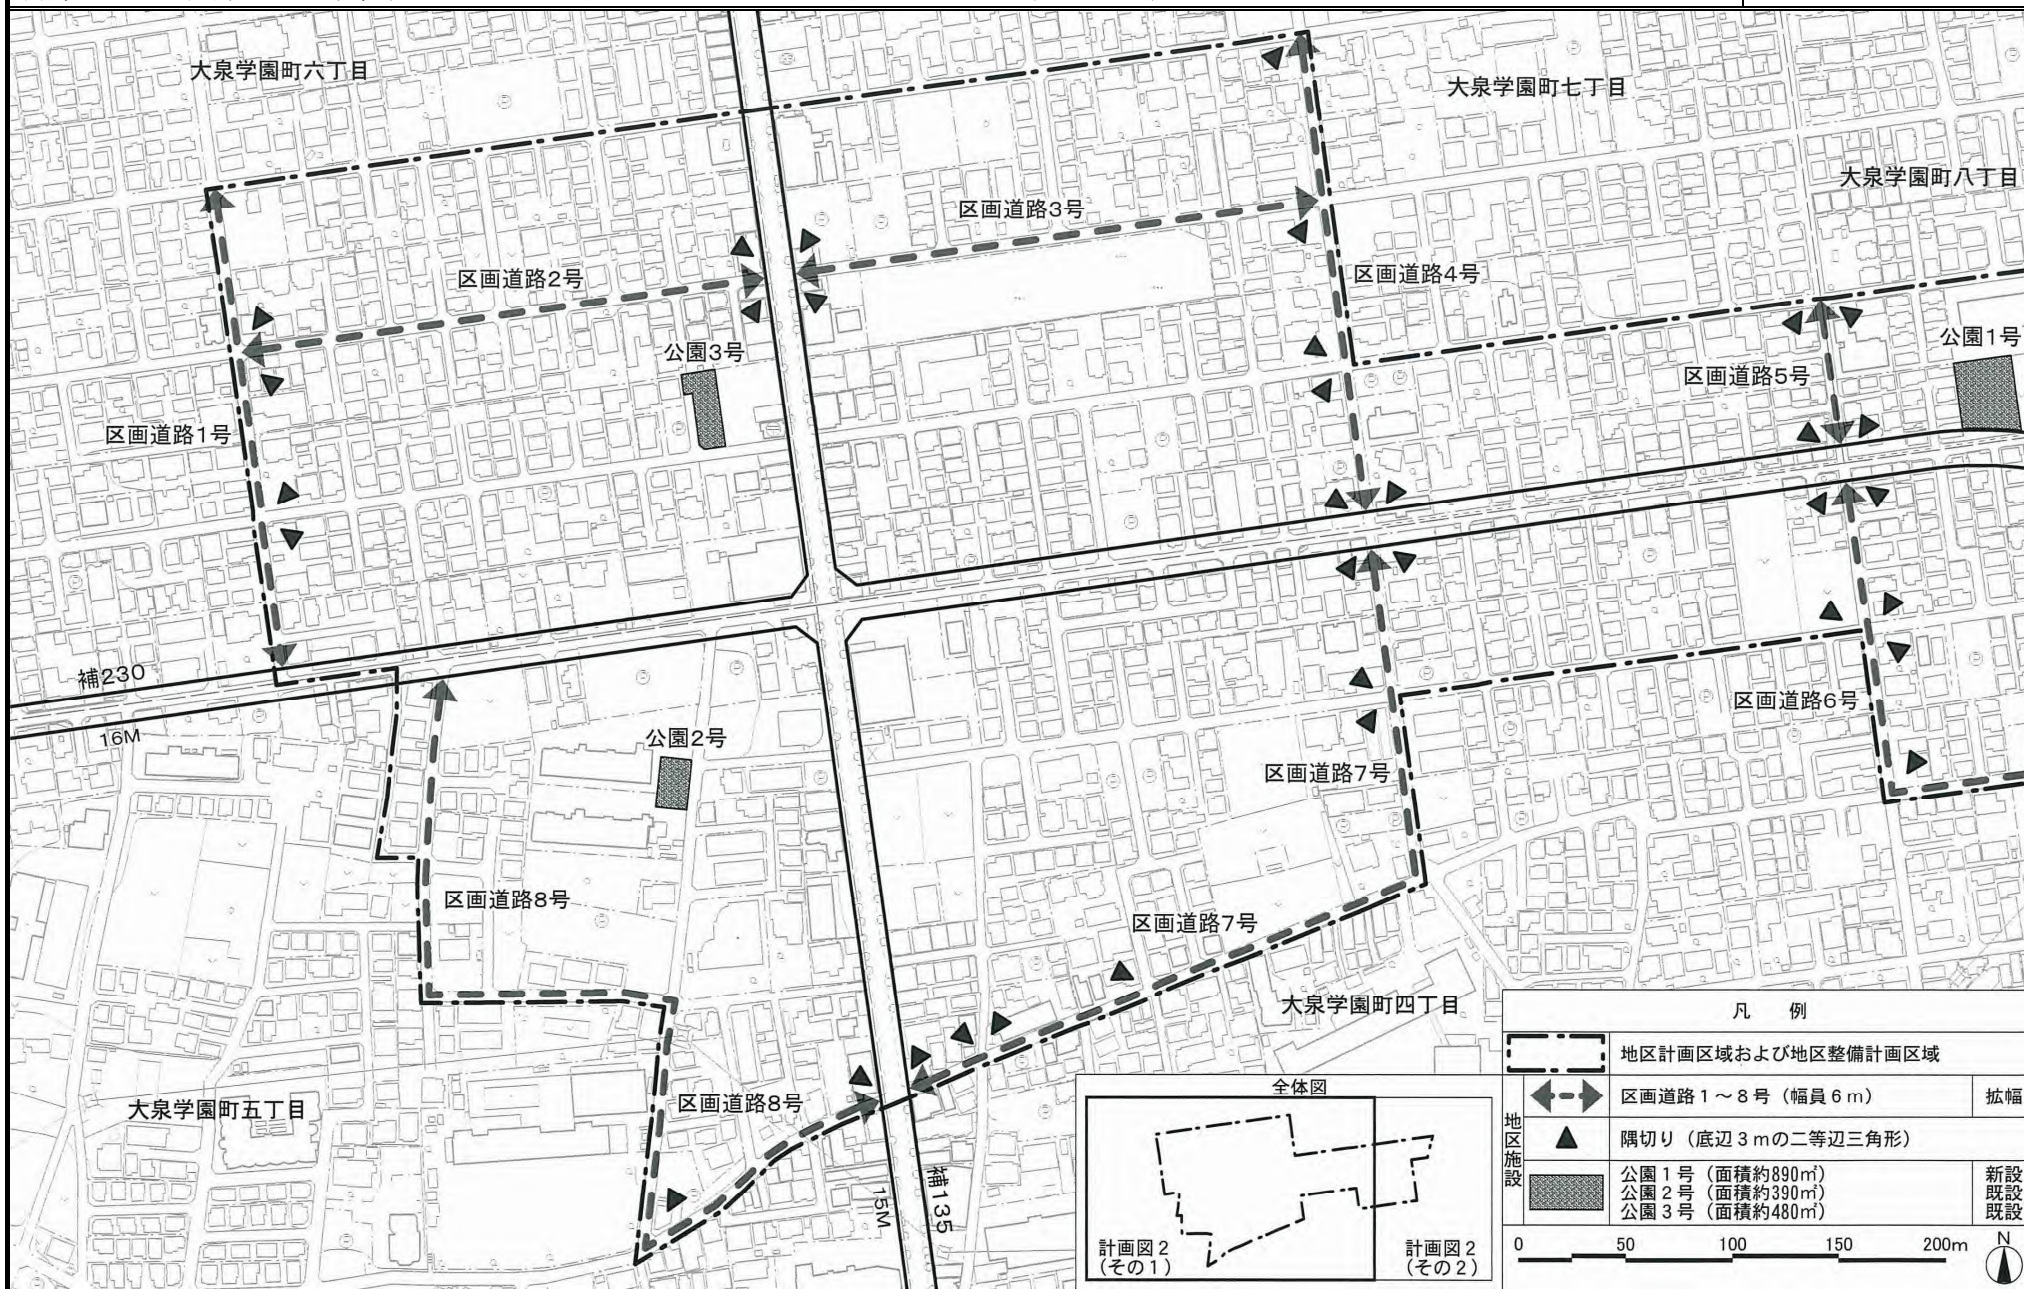 大泉学園町六丁目
大泉学園町七丁目
大泉学園町八丁目
区画道路3号
区画道路2号
区画道路4号
公園1号
公園3号
区画道路5号
区画道路1号
補230
16M
区画道路6号
公園2号
区画道路7号
区画道路8号
区画道路7号
大泉学園町四丁目
大泉学園町五丁目
区画道路8号
補135
15M
全体図
計画図2
(その1)
計画図2
(その2)
凡 例
地区計画区域および地区整備計画区域
地区施設
区画道路1~8号(幅員6m)
拡幅
隅切り(底辺3mの二等辺三角形)
公園1号(面積約890㎡)
新設
公園2号(面積約390㎡)
既設
公園3号(面積約480㎡)
既設
0 50 100 150 200m
N